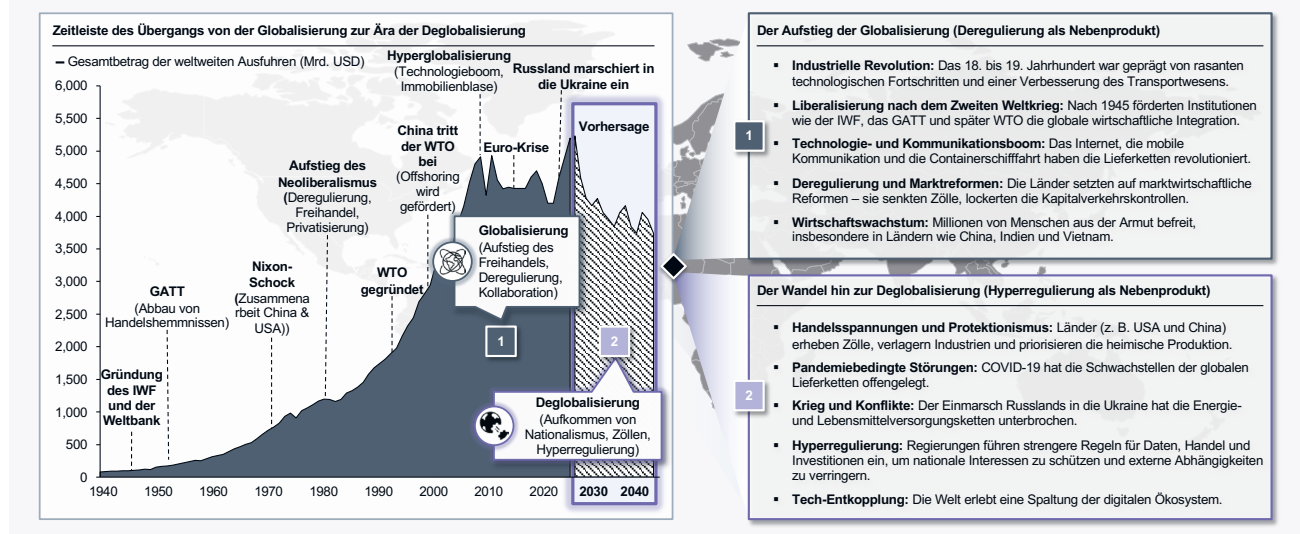 Zeitleiste des Übergangs von der Globalisierung zur Ära der Deglobalisierung
Gesamtbetrag der weltweiten Ausfuhren (Mrd. USD)
6,000
5,500
5,000
4,500
4,000
3,500
3,000
2,500
2,000
1,500
1,000
500
0
1940
1950
1960
1970
1980
1990
2000
2010
2020
2030
2040
Gründung
des IWF
und der
Weltbank
GATT
(Abbau von
Handelshemmnissen)
Nixon-
Schock
(Zusammena
rbeit China &
USA))
Aufstieg des
Neoliberalismus
(Deregulierung,
Freihandel,
Privatisierung)
WTO
gegründet
China tritt
der WTO
bei
(Offshoring
wird
gefördert)
Hyperglobalisierung
(Technologieboom,
Immobilienblase)
Euro-Krise
Russland marschiert in
die Ukraine ein
Vorhersage
Globalisierung
(Aufstieg des
Freihandels,
Deregulierung,
Kollaboration)
1
2
Deglobalisierung
(Aufkommen von
Nationalismus, Zöllen,
Hyperregulierung)
Der Aufstieg der Globalisierung (Deregulierung als Nebenprodukt)
1
▪ Industrielle Revolution: Das 18. bis 19. Jahrhundert war geprägt von rasanten
technologischen Fortschritten und einer Verbesserung des Transportwesens.
▪ Liberalisierung nach dem Zweiten Weltkrieg: Nach 1945 förderten Institutionen
wie der IWF, das GATT und später WTO die globale wirtschaftliche Integration.
▪ Technologie- und Kommunikationsboom: Das Internet, die mobile
Kommunikation und die Containerschifffahrt haben die Lieferketten revolutioniert.
▪ Deregulierung und Marktreformen: Die Länder setzten auf marktwirtschaftliche
Reformen – sie senkten Zölle, lockerten die Kapitalverkehrskontrollen.
▪ Wirtschaftswachstum: Millionen von Menschen aus der Armut befreit,
insbesondere in Ländern wie China, Indien und Vietnam.
Der Wandel hin zur Deglobalisierung (Hyperregulierung als Nebenprodukt)
2
▪ Handelsspannungen und Protektionismus: Länder (z. B. USA und China)
erheben Zölle, verlagern Industrien und priorisieren die heimische Produktion.
▪ Pandemiebedingte Störungen: COVID-19 hat die Schwachstellen der globalen
Lieferketten offengelegt.
▪ Krieg und Konflikte: Der Einmarsch Russlands in die Ukraine hat die Energie-
und Lebensmittelversorgungsketten unterbrochen.
▪ Hyperregulierung: Regierungen führen strengere Regeln für Daten, Handel und
Investitionen ein, um nationale Interessen zu schützen und externe Abhängigkeiten
zu verringern.
▪ Tech-Entkopplung: Die Welt erlebt eine Spaltung der digitalen Ökosystem.